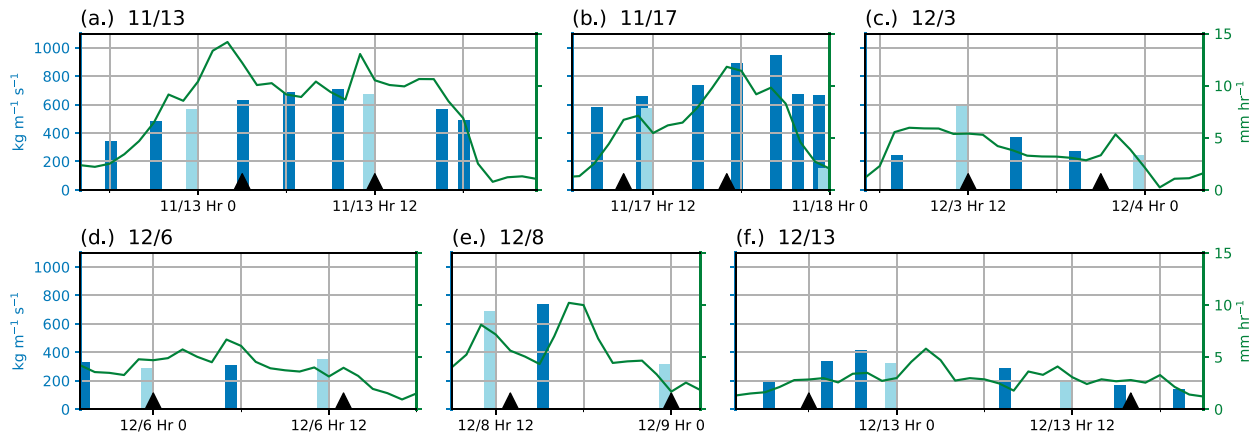 (a.) 11/13
(b.) 11/17
(c.) 12/3
1000
800
600
400
200
0
kg m⁻¹ s⁻¹
15
10
5
0
mm hr⁻¹
11/13 Hr 0
11/13 Hr 12
11/17 Hr 12
11/18 Hr 0
12/3 Hr 12
12/4 Hr 0
(d.) 12/6
(e.) 12/8
(f.) 12/13
1000
800
600
400
200
0
kg m⁻¹ s⁻¹
15
10
5
0
mm hr⁻¹
12/6 Hr 0
12/6 Hr 12
12/8 Hr 12
12/9 Hr 0
12/13 Hr 0
12/13 Hr 12